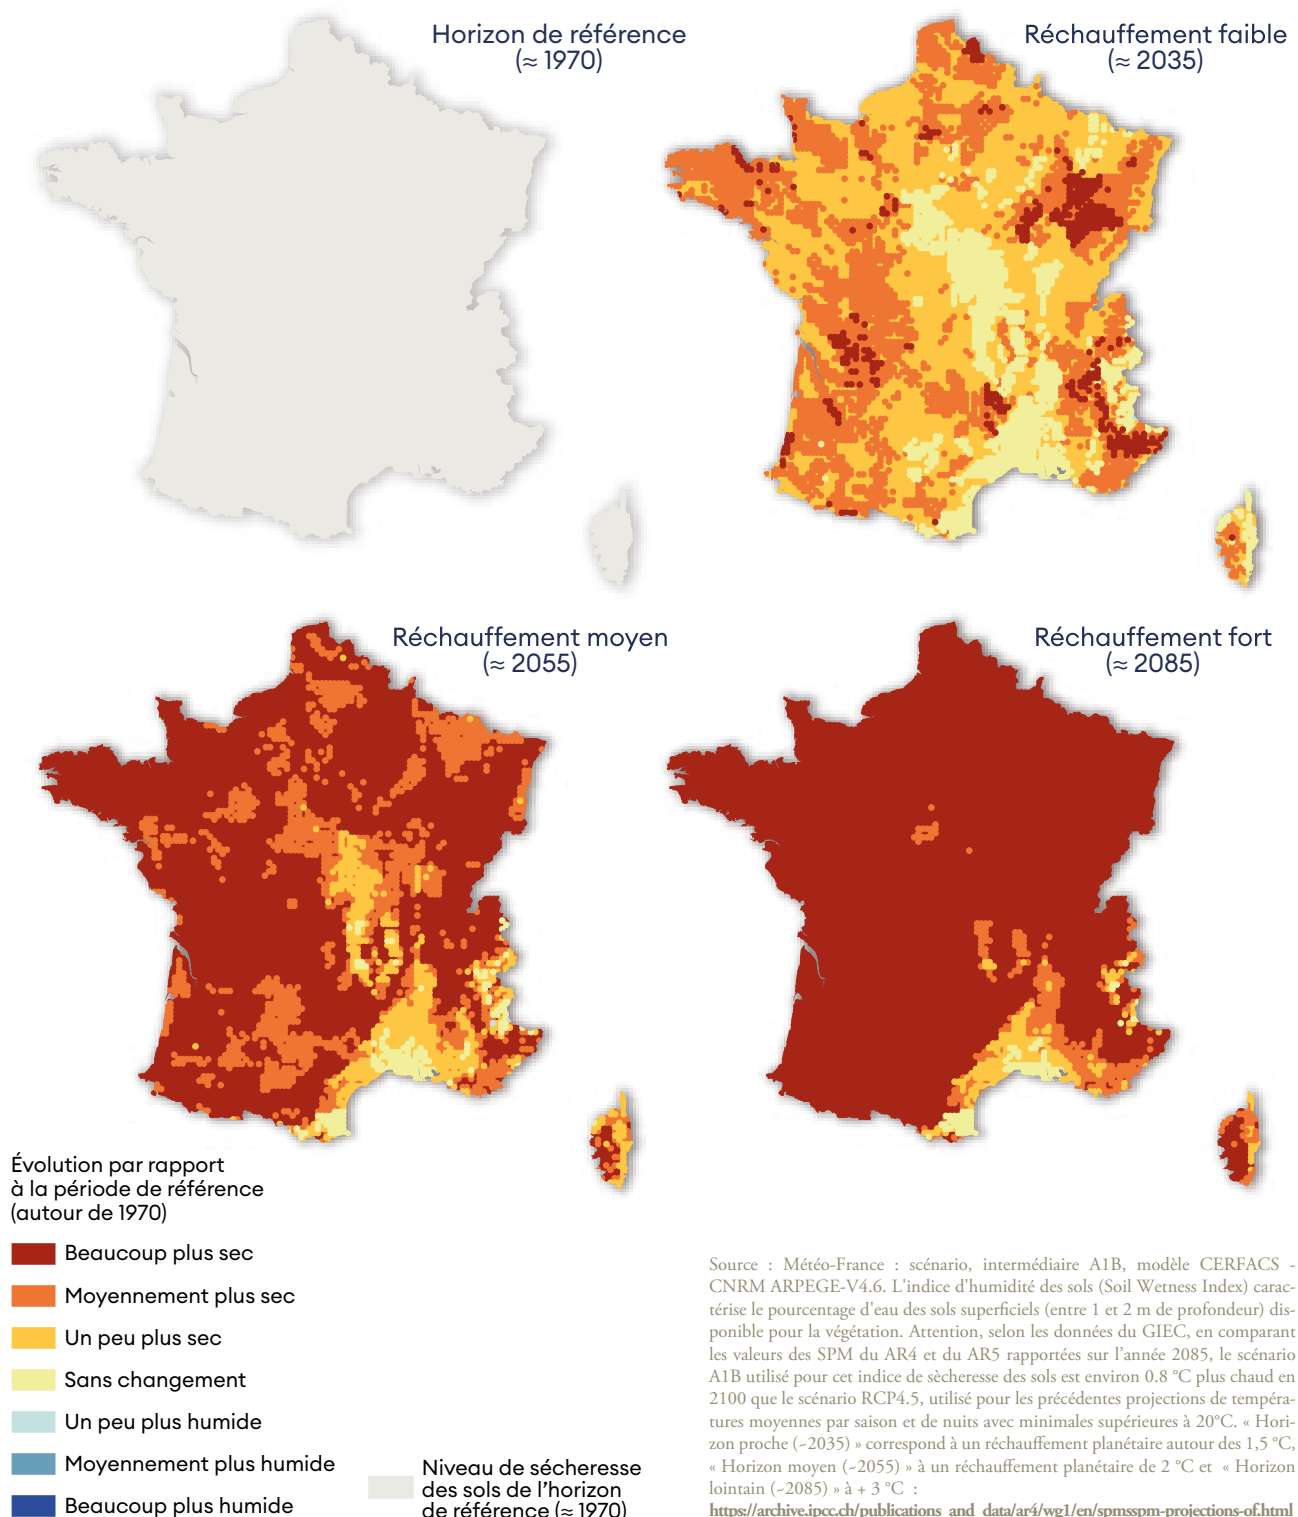 Horizon de référence
(≈ 1970)
Réchauffement faible
(≈ 2035)
Réchauffement moyen
(≈ 2055)
Réchauffement fort
(≈ 2085)
Évolution par rapport
à la période de référence
(autour de 1970)
Beaucoup plus sec
Moyennement plus sec
Un peu plus sec
Sans changement
Un peu plus humide
Moyennement plus humide
Beaucoup plus humide
Niveau de sécheresse
des sols de l'horizon
de référence (≈ 1970)
Source : Météo-France : scénario, intermédiaire A1B, modèle CERFACS -
CNRM ARPEGE-V4.6. L'indice d'humidité des sols (Soil Wetness Index) carac-
térise le pourcentage d'eau des sols superficiels (entre 1 et 2 m de profondeur) dis-
ponible pour la végétation. Attention, selon les données du GIEC, en comparant
les valeurs des SPM du AR4 et du AR5 rapportées sur l'année 2085, le scénario
A1B utilisé pour cet indice de sècheresse des sols est environ 0.8 °C plus chaud en
2100 que le scénario RCP4.5, utilisé pour les précédentes projections de tempéra-
tures moyennes par saison et de nuits avec minimales supérieures à 20°C. « Hori-
zon proche (~2035) » correspond à un réchauffement planétaire autour des 1,5 °C,
« Horizon moyen (~2055) » à un réchauffement planétaire de 2 °C et « Horizon
lointain (~2085) » à + 3 °C :
https://archive.ipcc.ch/publications_and_data/ar4/wg1/en/spmsspm-projections-of.html